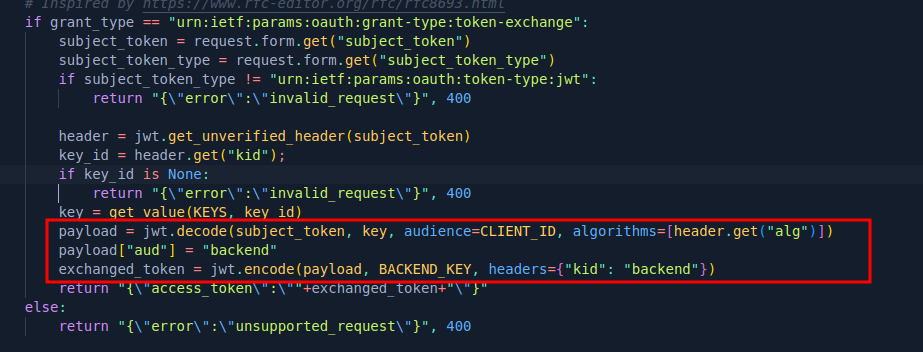 # Inspired by https://www.rfc-editor.org/rfc/rfc8693.html
if grant_type == "urn:ietf:params:oauth:grant-type:token-exchange":
subject_token = request.form.get("subject_token")
subject_token_type = request.form.get("subject_token_type")
if subject_token_type != "urn:ietf:params:oauth:token-type:jwt":
return "{\"error\":\"invalid_request\"}", 400
header = jwt.get_unverified_header(subject_token)
key_id = header.get("kid");
if key_id is None:
return "{\"error\":\"invalid_request\"}", 400
key = get_value(KEYS, key_id)
payload = jwt.decode(subject_token, key, audience=CLIENT_ID, algorithms=[header.get("alg")])
payload["aud"] = "backend"
exchanged_token = jwt.encode(payload, BACKEND_KEY, headers={"kid": "backend"})
return "{\"access_token\":\""+exchanged_token+"\"}"
else:
return "{\"error\":\"unsupported_request\"}", 400